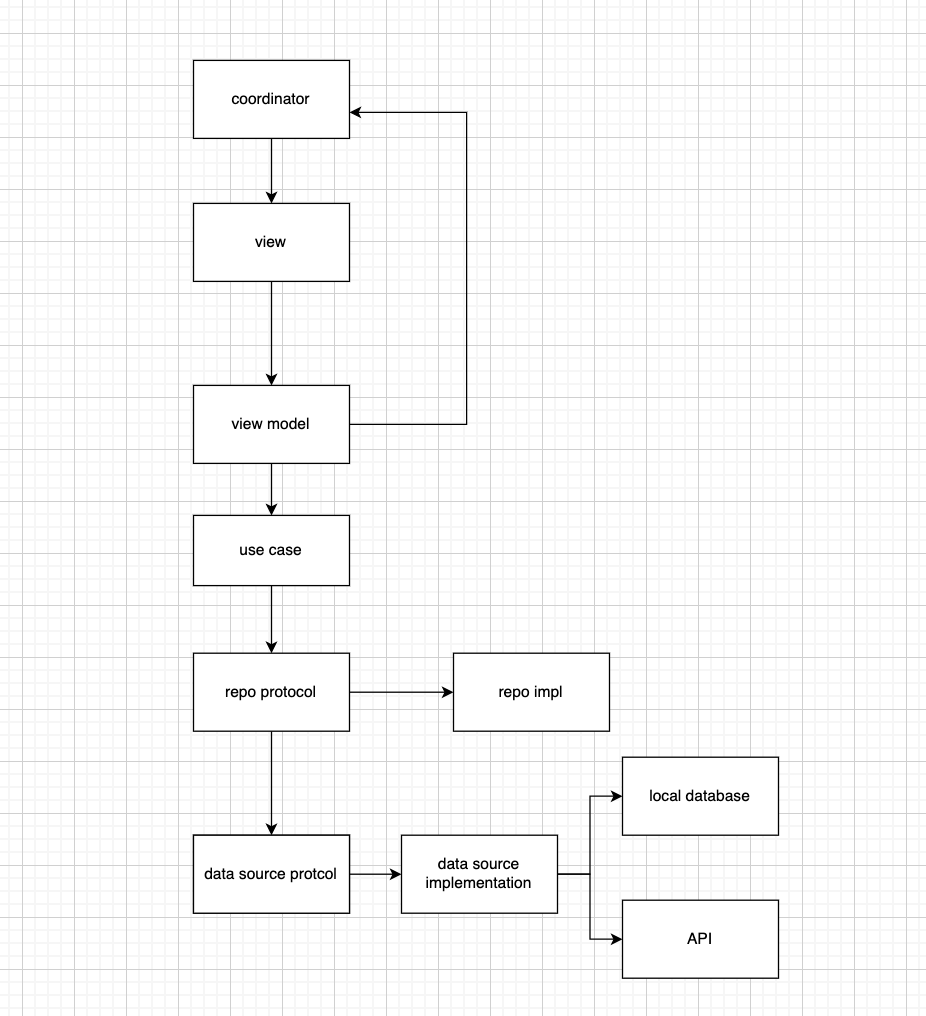 coordinator
view
view model
use case
repo protocol
repo impl
local database
data source protcol
data source
implementation
API